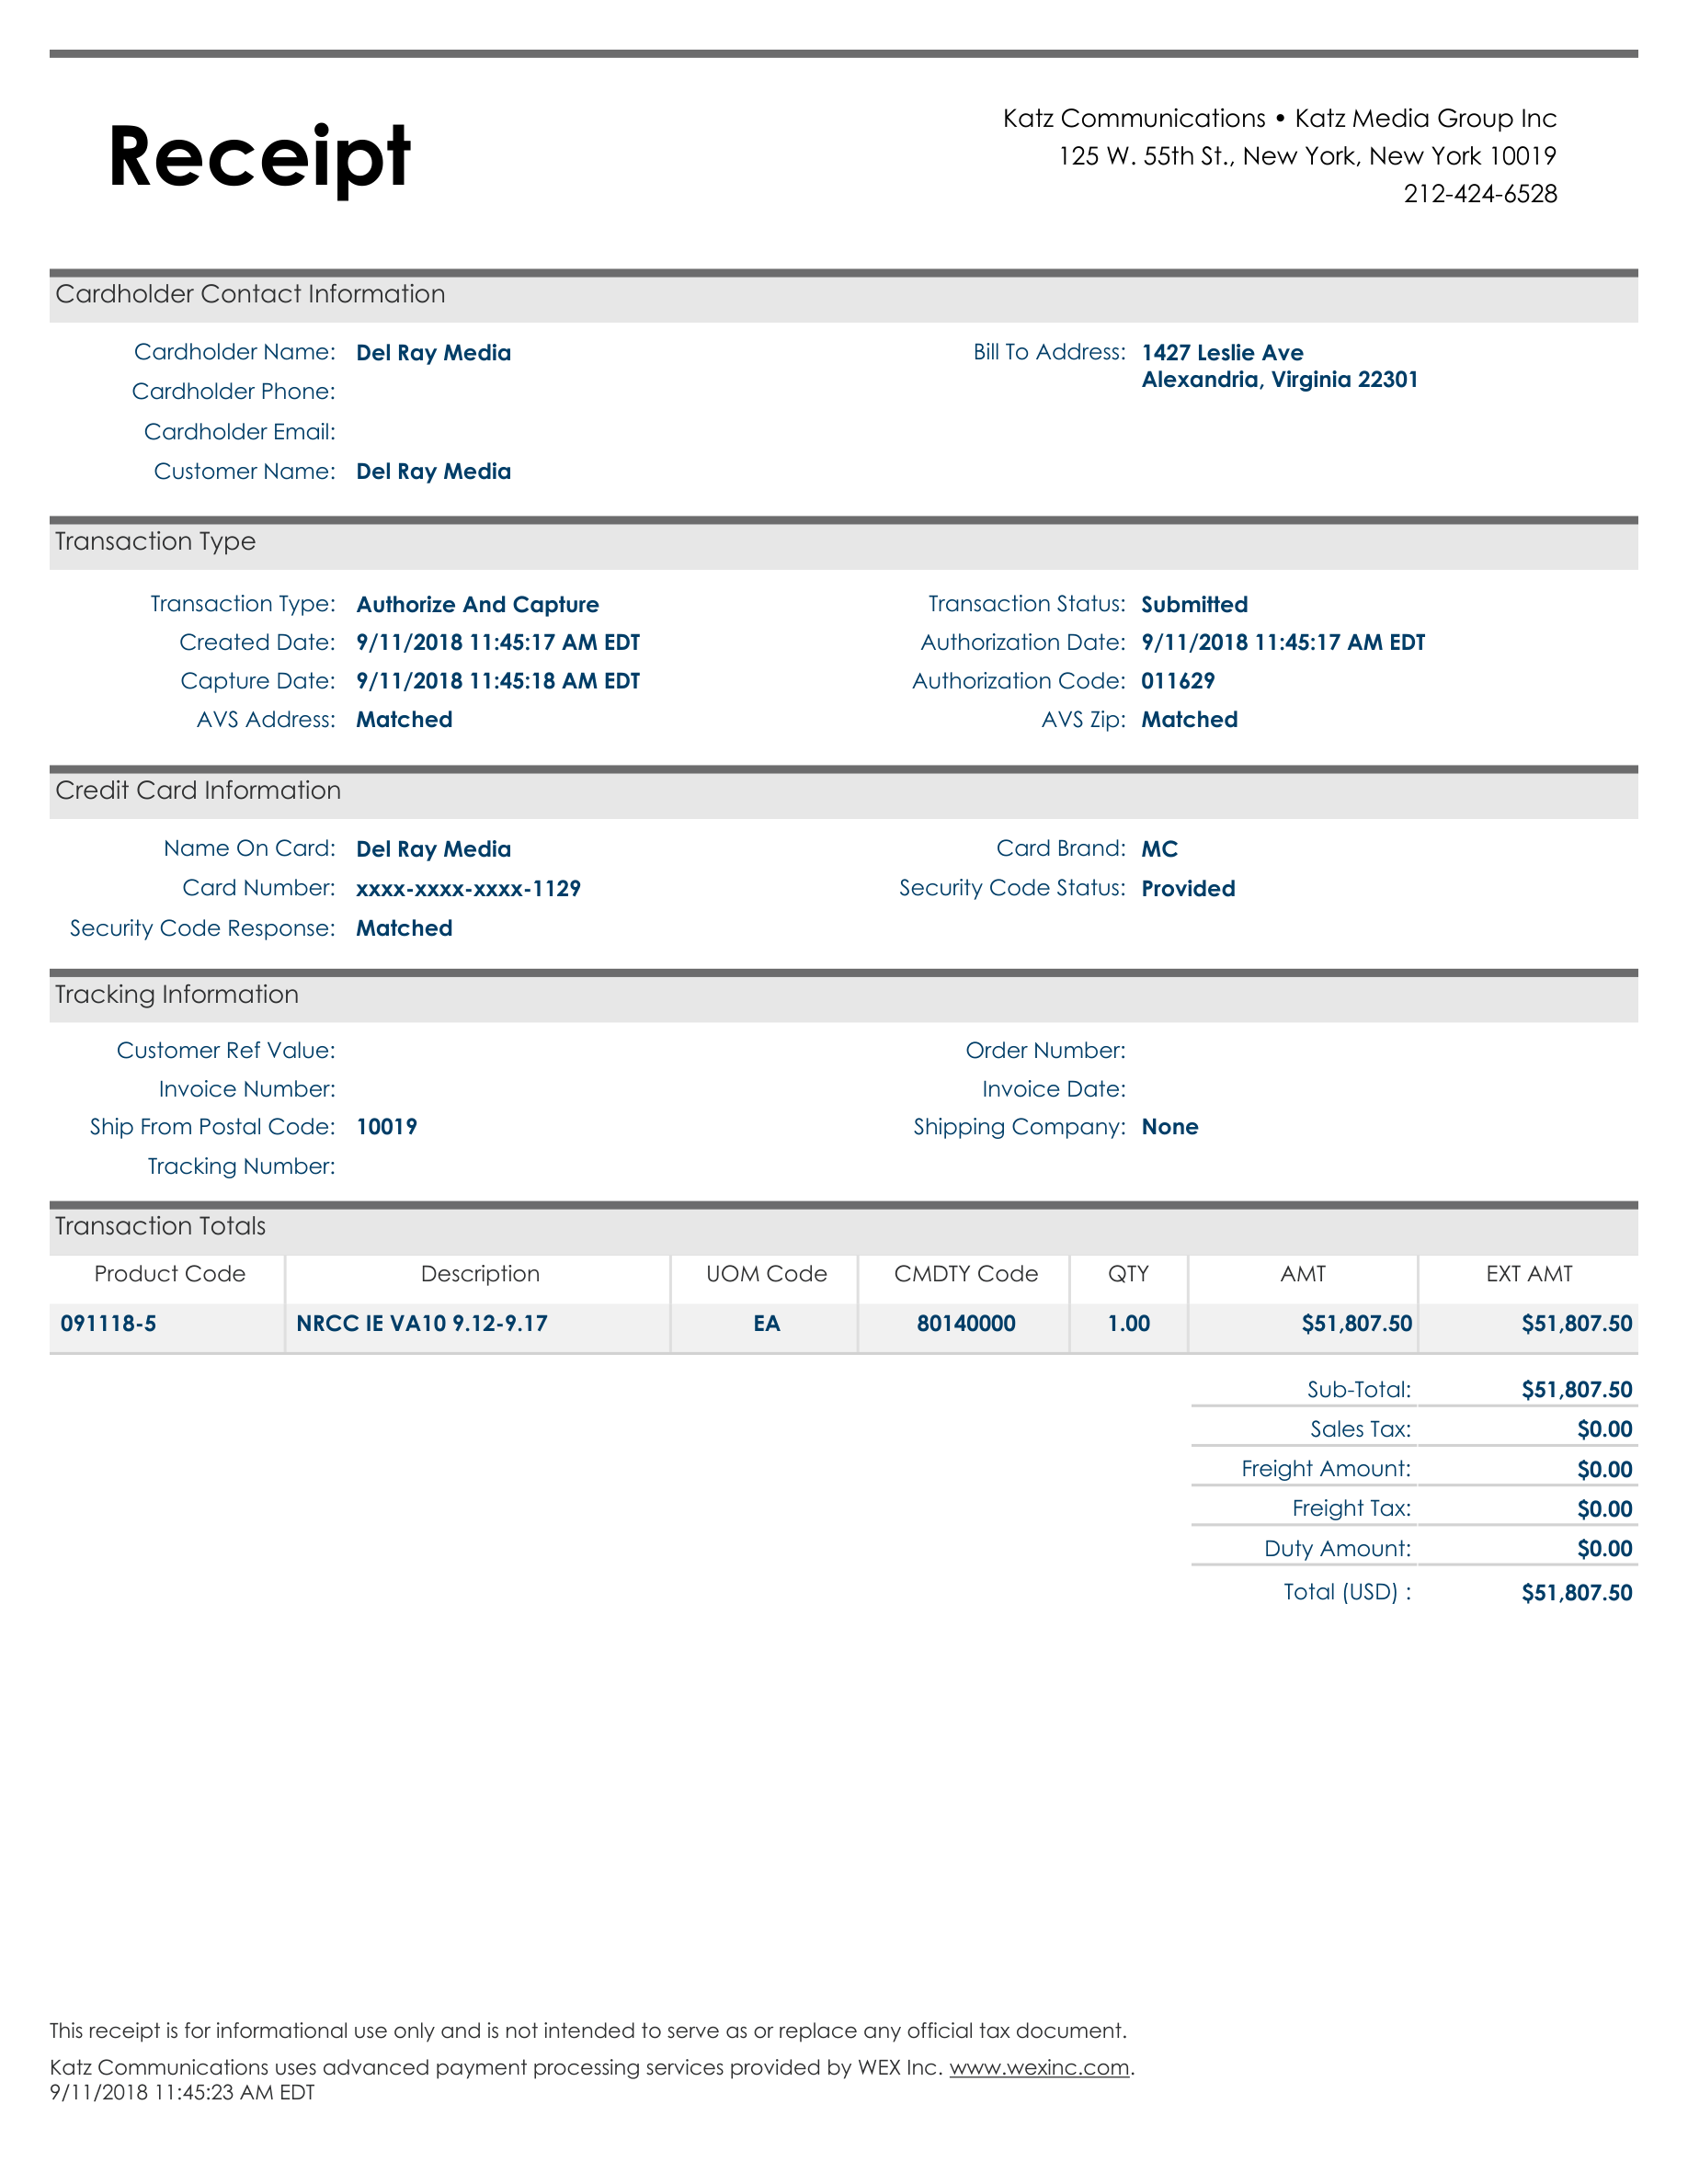 Receipt
Katz Communications • Katz Media Group Inc
125 W. 55th St., New York, New York 10019
212-424-6528
Cardholder Contact Information
Cardholder Name: Del Ray Media
Bill To Address: 1427 Leslie Ave
Alexandria, Virginia 22301
Cardholder Phone:
Cardholder Email:
Customer Name: Del Ray Media
Transaction Type
Transaction Type: Authorize And Capture Transaction Status: Submitted
Created Date: 9/11/2018 11:45:17 AM EDT Authorization Date: 9/11/2018 11:45:17 AM EDT
Capture Date: 9/11/2018 11:45:18 AM EDT Authorization Code: 011629
AVS Address: Matched AVS Zip: Matched
Credit Card Information
Name On Card: Del Ray Media Card Brand: MC
Card Number: xxxx-xxxx-xxxx-1129 Security Code Status: Provided
Security Code Response: Matched
Tracking Information
Customer Ref Value: Order Number:
Invoice Number: Invoice Date:
Ship From Postal Code: 10019 Shipping Company: None
Tracking Number:
Transaction Totals
Product Code Description UOM Code CMDTY Code QTY AMT EXT AMT
091118-5 NRCC IE VA10 9.12-9.17 EA 80140000 1.00 $51,807.50 $51,807.50
Sub-Total: $51,807.50
Sales Tax: $0.00
Freight Amount: $0.00
Freight Tax: $0.00
Duty Amount: $0.00
Total (USD) : $51,807.50
This receipt is for informational use only and is not intended to serve as or replace any official tax document.
Katz Communications uses advanced payment processing services provided by WEX Inc. www.wexinc.com.
9/11/2018 11:45:23 AM EDT